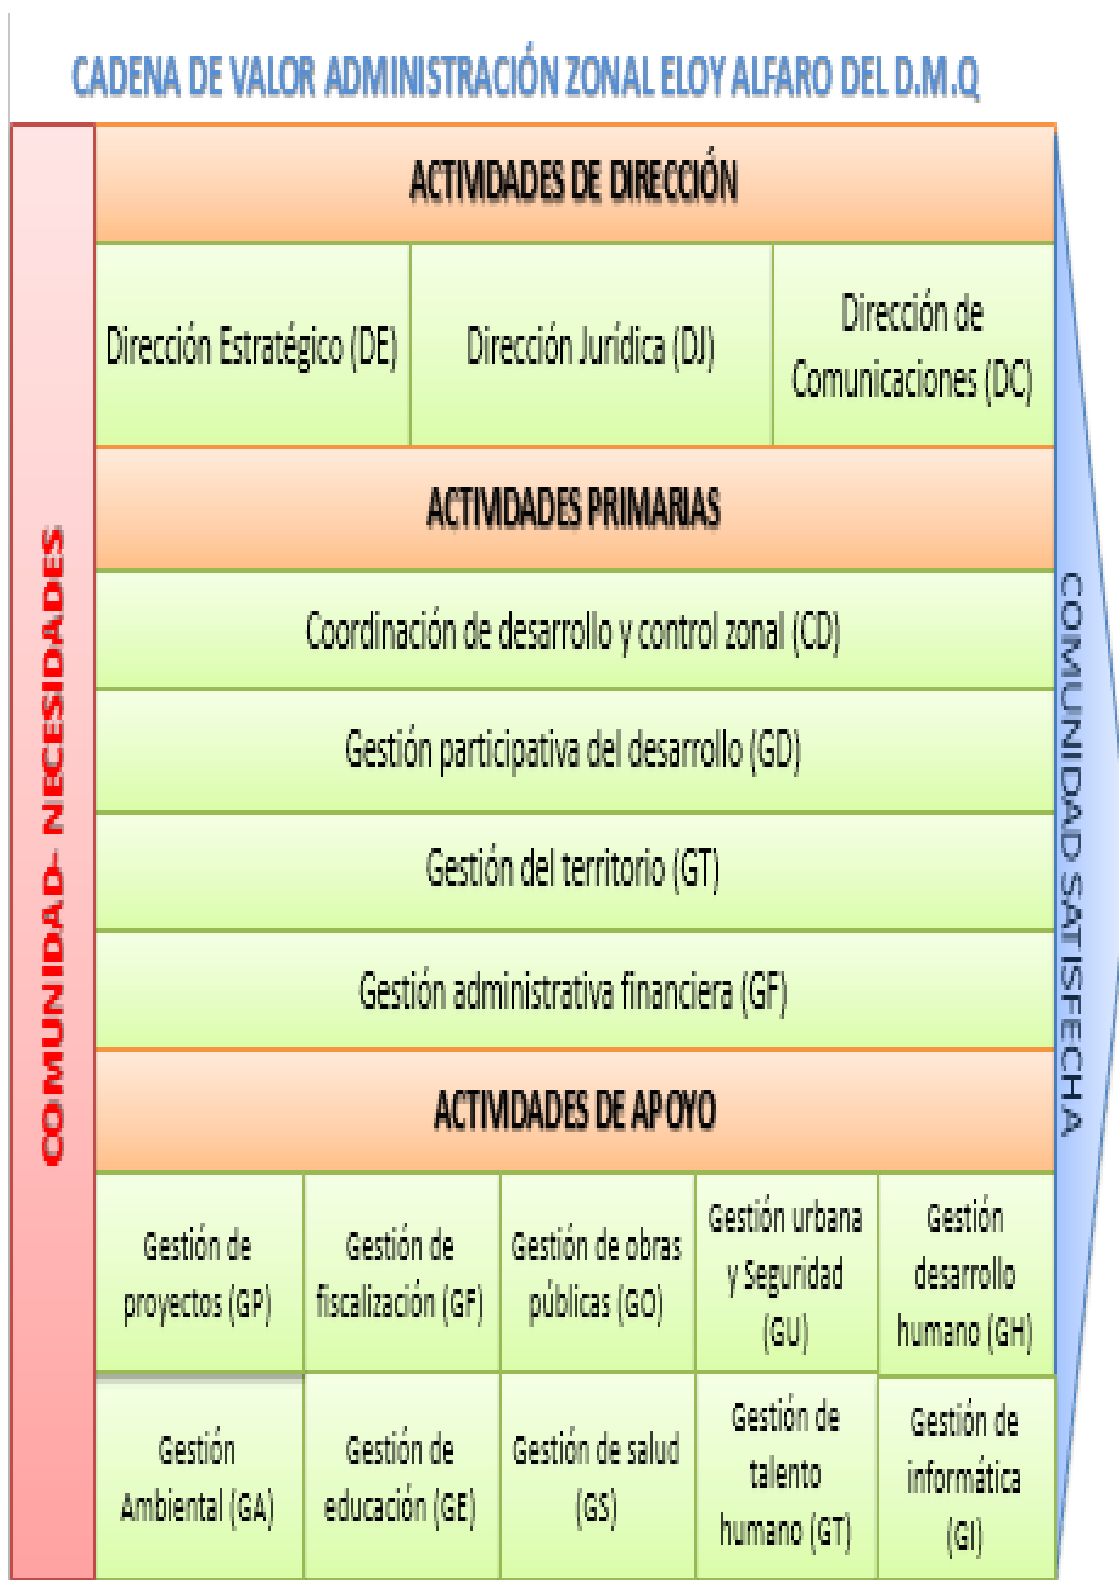 CADENA DE VALOR ADMINISTRACIÓN ZONAL ELOY ALFARO DEL D.M.Q
COMUNIDAD- NECESIDADES
ACTIVIDADES DE DIRECCIÓN
Dirección Estratégico (DE)
Dirección Jurídica (DJ)
Dirección de
Comunicaciones (DC)
ACTIVIDADES PRIMARIAS
Coordinación de desarrollo y control zonal (CD)
Gestión participativa del desarrollo (GD)
Gestión del territorio (GT)
Gestión administrativa financiera (GF)
ACTIVIDADES DE APOYO
Gestión de
proyectos (GP)
Gestión de
fiscalización (GF)
Gestión de obras
públicas (GO)
Gestión urbana
y Seguridad
(GU)
Gestión
desarrollo
humano (GH)
Gestión
Ambiental (GA)
Gestión de
educación (GE)
Gestión de salud
(GS)
Gestión de
talento
humano (GT)
Gestión de
informática
(GI)
COMUNIDAD SATISFECHA